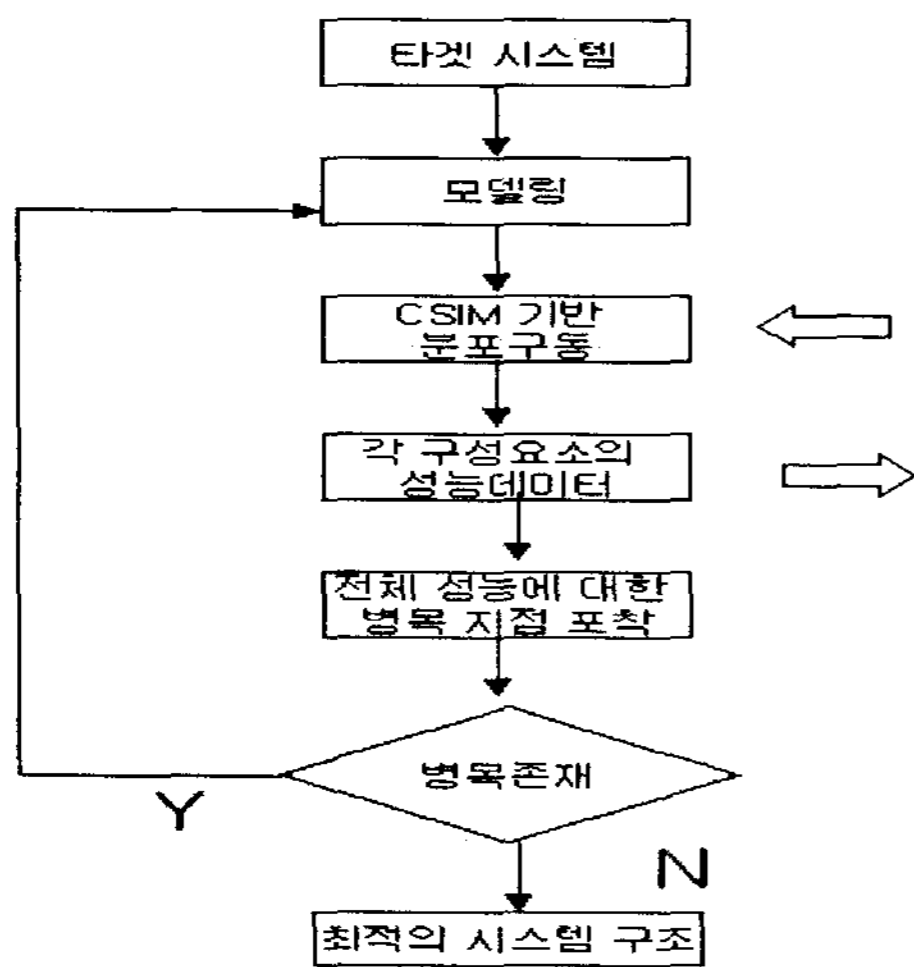 타겟 시스템
모델링
CSIM 기반
분포구동
각 구성요소의
성능데이터
전체 성능에 대한
병목 지점 포착
병목존재
Y
N
최적의 시스템 구조